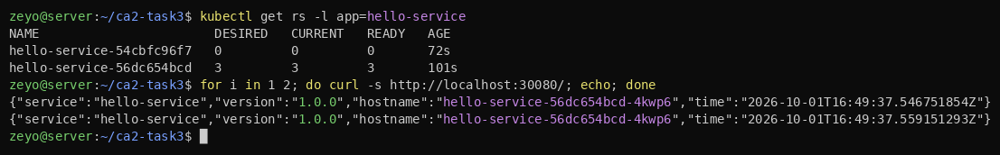 zeyo@server:~/ca2-task3$ kubectl get rs -l app=hello-service
NAME                       DESIRED   CURRENT   READY   AGE
hello-service-54cbfc96f7   0         0         0       72s
hello-service-56dc654bcd   3         3         3       101s
zeyo@server:~/ca2-task3$ for i in 1 2; do curl -s http://localhost:30080/; echo; done
{"service":"hello-service","version":"1.0.0","hostname":"hello-service-56dc654bcd-4kwp6","time":"2026-10-01T16:49:37.546751854Z"}
{"service":"hello-service","version":"1.0.0","hostname":"hello-service-56dc654bcd-4kwp6","time":"2026-10-01T16:49:37.559151293Z"}
zeyo@server:~/ca2-task3$